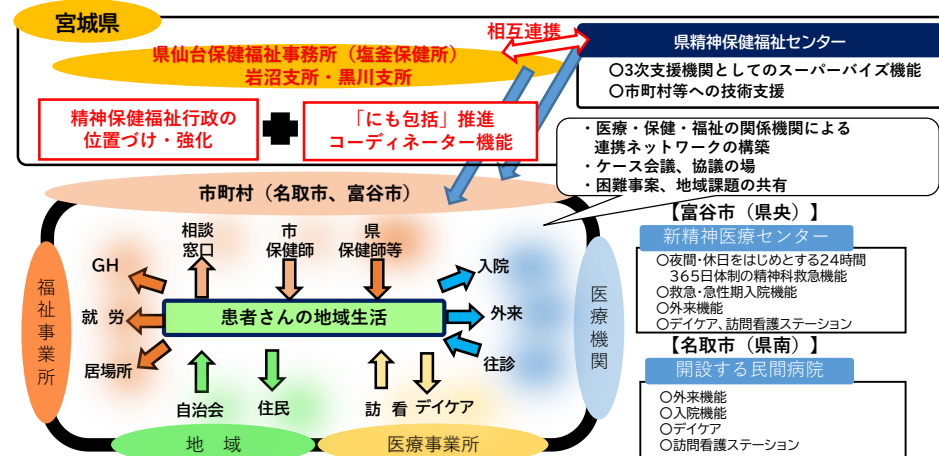 宮城県
県仙台保健福祉事務所（塩釜保健所）
岩沼支所・黒川支所
相互連携
県精神保健福祉センター
〇3次支援機関としてのスーパーバイズ機能
〇市町村等への技術支援
精神保健福祉行政の
位置づけ・強化
「にも包括」推進
コーディネーター機能
・医療・保健・福祉の関係機関による
連携ネットワークの構築
・ケース会議、協議の場
・困難事案、地域課題の共有
市町村（名取市、富谷市）
相談
窓口
市
保健師
県
保健師等
GH
就 労
居場所
福祉事業所
患者さんの地域生活
入院
外来
往診
医療機関
自治会
住民
訪 看
デイケア
地 域
医療事業所
【富谷市（県央）】
新精神医療センター
〇夜間・休日をはじめとする24時間
365日体制の精神科救急機能
〇救急・急性期入院機能
〇外来機能
〇デイケア、訪問看護ステーション
【名取市（県南）】
開設する民間病院
〇外来機能
〇入院機能
〇デイケア
〇訪問看護ステーション